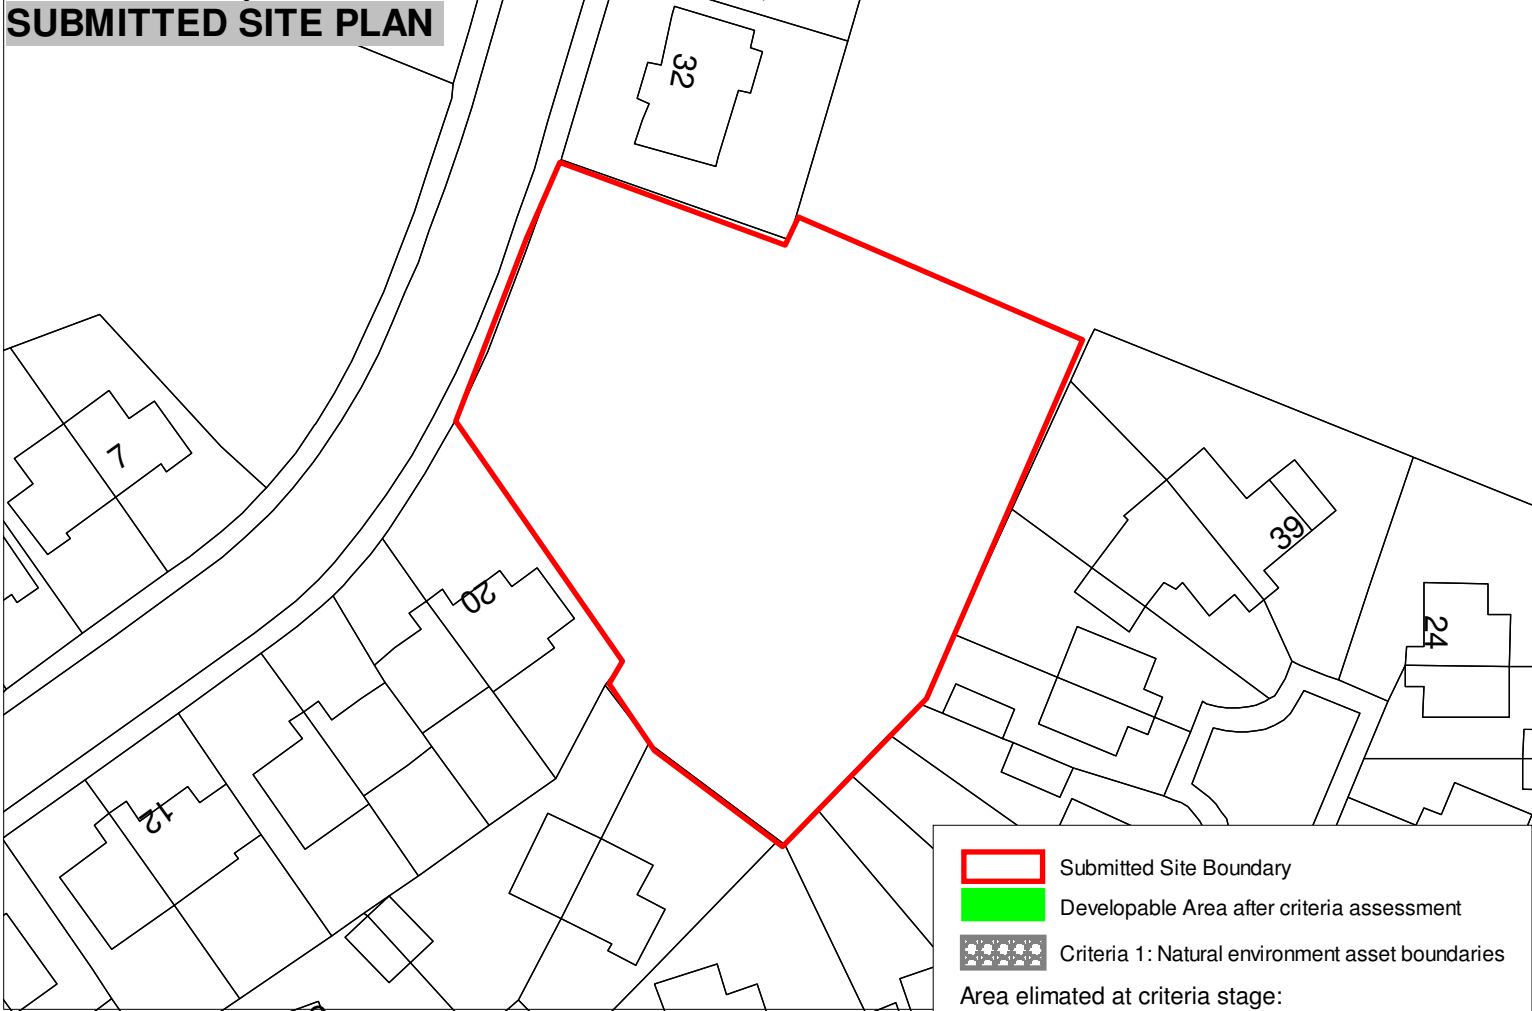 SUBMITTED SITE PLAN
32
7
39
20
24
12
Submitted Site Boundary
Developable Area after criteria assessment
Criteria 1: Natural environment asset boundaries
Area elimated at criteria stage: